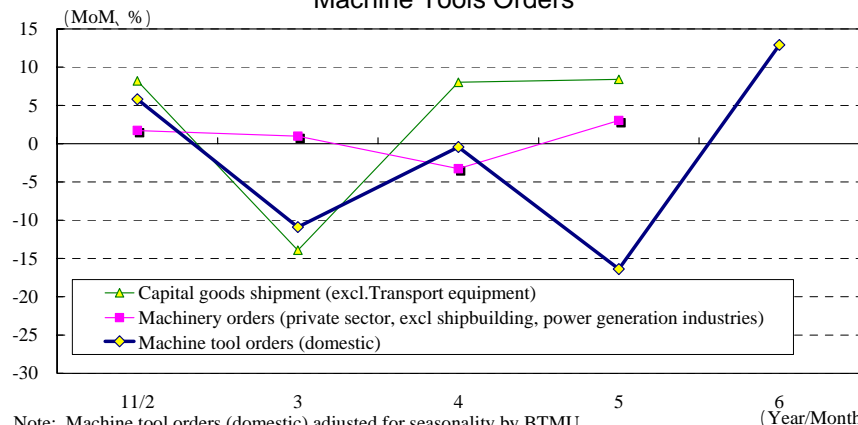 Machine Tools Orders
(MoM、%)
15
10
5
0
-5
-10
-15
-20
-25
-30
Capital goods shipment (excl.Transport equipment)
Machinery orders (private sector, excl shipbuilding, power generation industries)
Machine tool orders (domestic)
11/2 3 4 5 6
Note: Machine tool orders (domestic) adjusted for seasonality by BTMU
(Year/Month